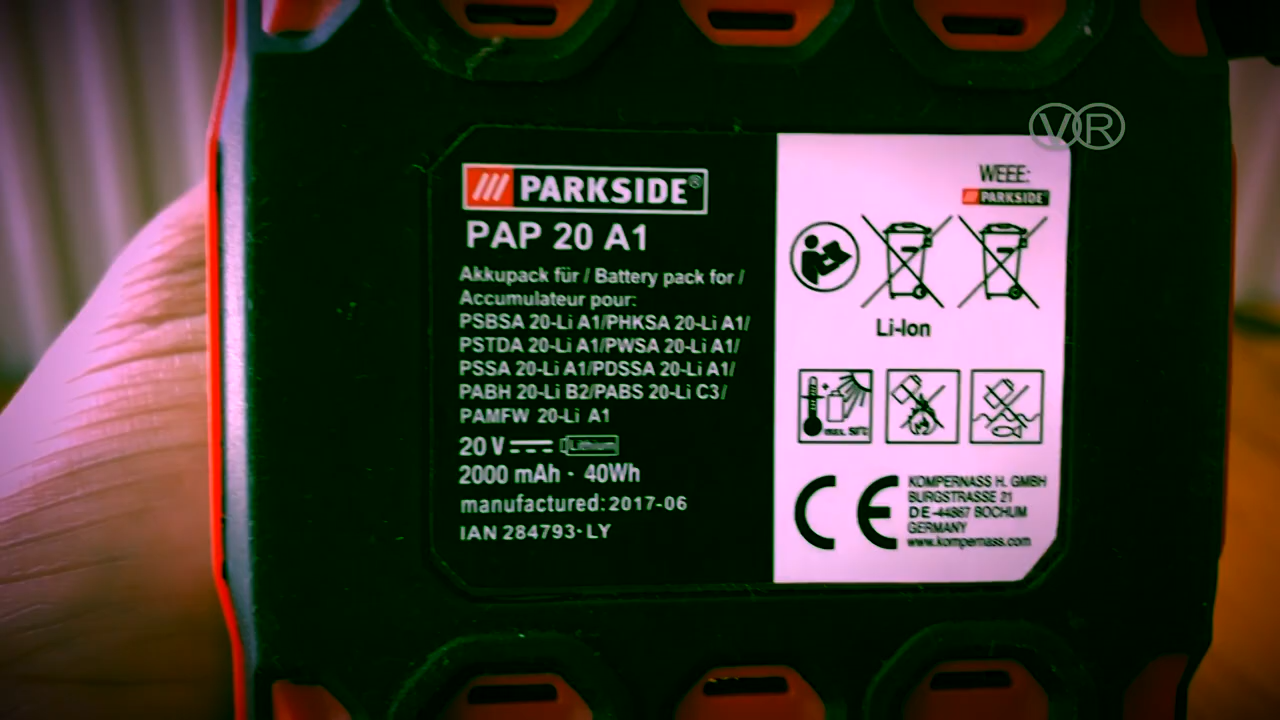 VR
PARKSIDE®
PAP 20 A1
Akkupack für / Battery pack for /
Accumulateur pour:
PSBSA 20-Li A1/PHKSA 20-Li A1/
PSTDA 20-Li A1/PWSA 20-Li A1/
PSSA 20-Li A1/PDSSA 20-Li A1/
PABH 20-Li B2/PABS 20-Li C3/
PAMFW 20-Li A1
20 V Lithium
2000 mAh - 40Wh
manufactured: 2017-06
IAN 284793-LY
WEEE:
PARKSIDE®
Li-Ion
max. 50°C
CE
KOMPERNASS H. GMBH
BURGSTRASSE 21
DE-44867 BOCHUM
GERMANY
www.kompernass.com